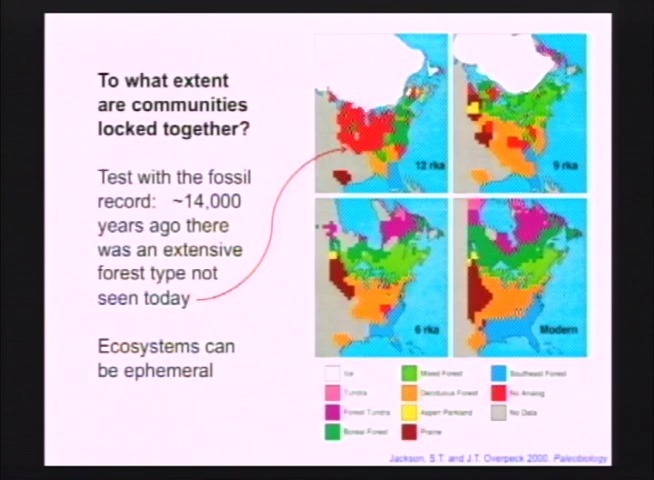 To what extent
are communities
locked together?
Test with the fossil
record: ~14,000
years ago there
was an extensive
forest type not
seen today
Ecosystems can
be ephemeral
12 rka
9 rka
6 rka
Modern
Ice
Tundra
Forest Tundra
Boreal Forest
Mixed Forest
Deciduous Forest
Aspen Parkland
Prairie
Southeast Forest
No Analog
No Data
Jackson, S.T. and J.T. Overpeck 2000. Paleobiology